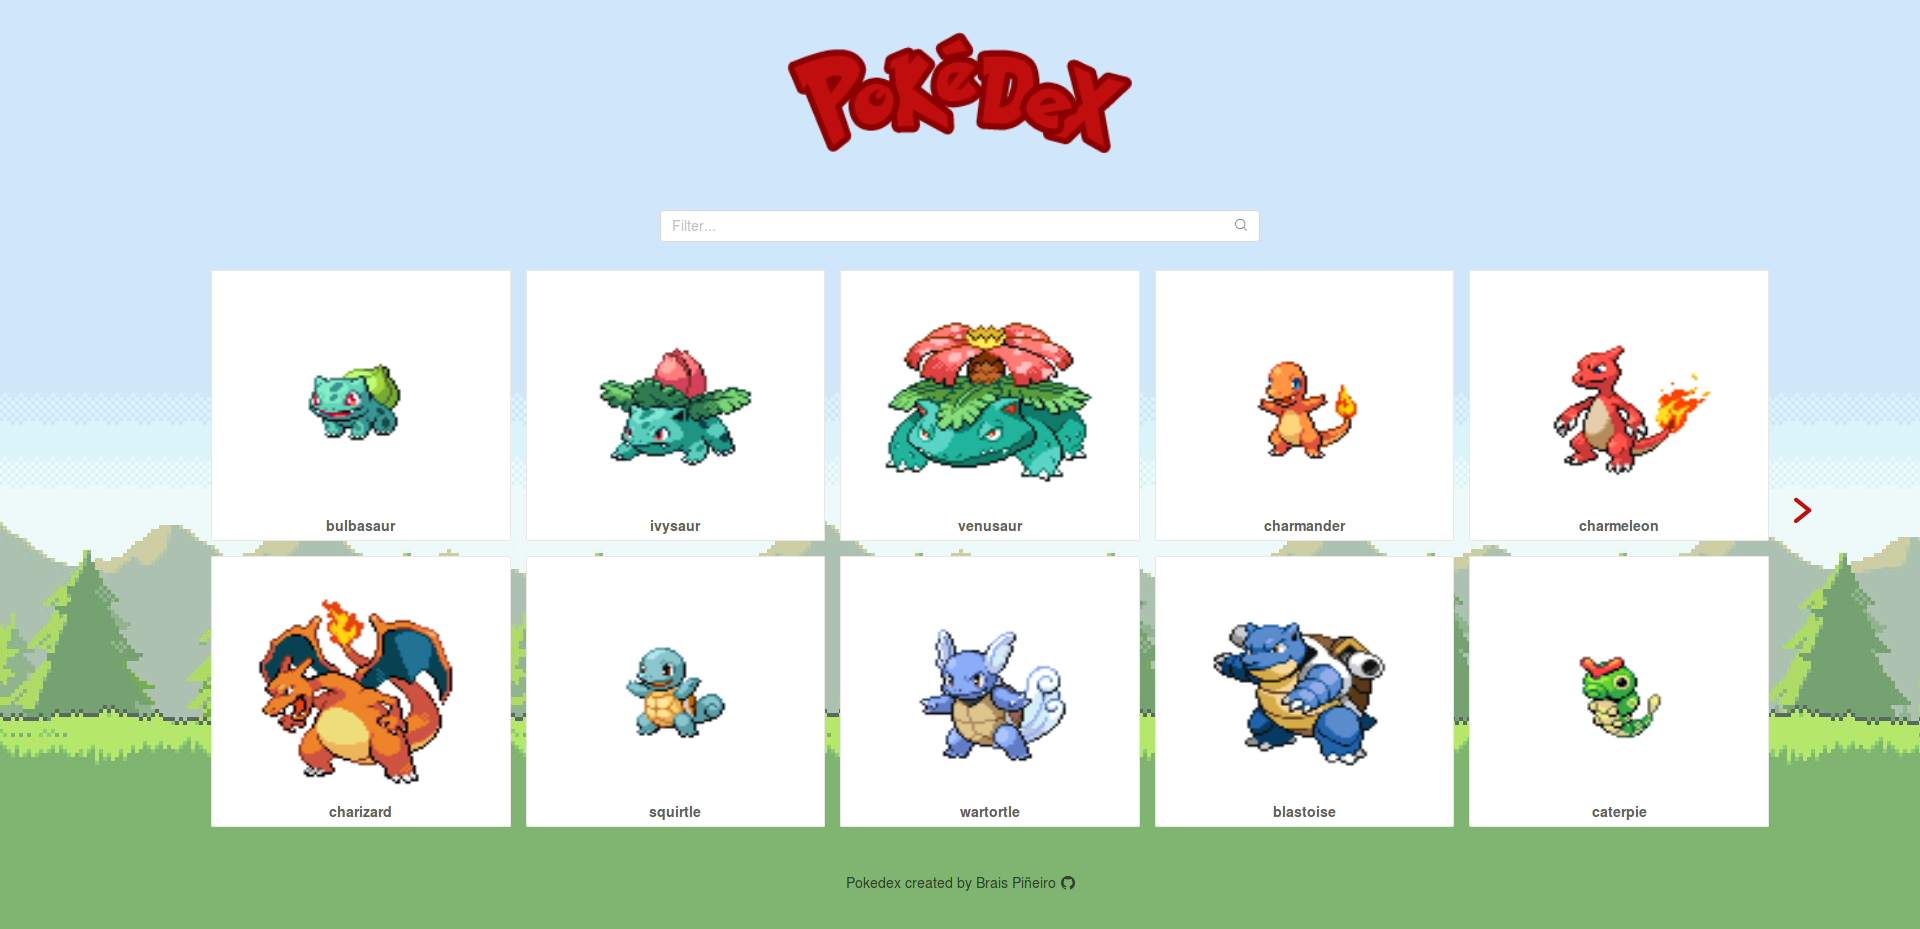 PoKéDeX
Filter...
bulbasaur
ivysaur
venusaur
charmander
charmeleon
charizard
squirtle
wartortle
blastoise
caterpie
Pokedex created by Brais Piñeiro